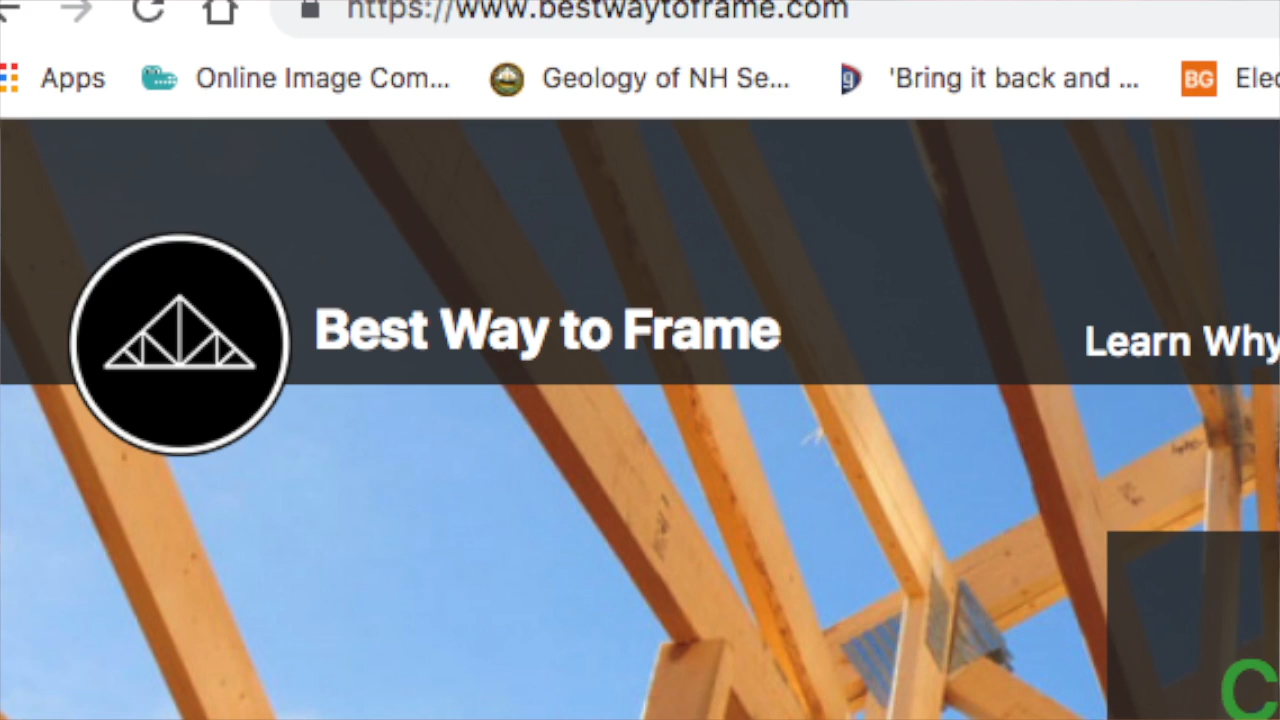 https://www.bestwaytoframe.com
Apps Online Image Com... Geology of NH Se... g 'Bring it back and ... BG Elec
Best Way to Frame
Learn Why
C